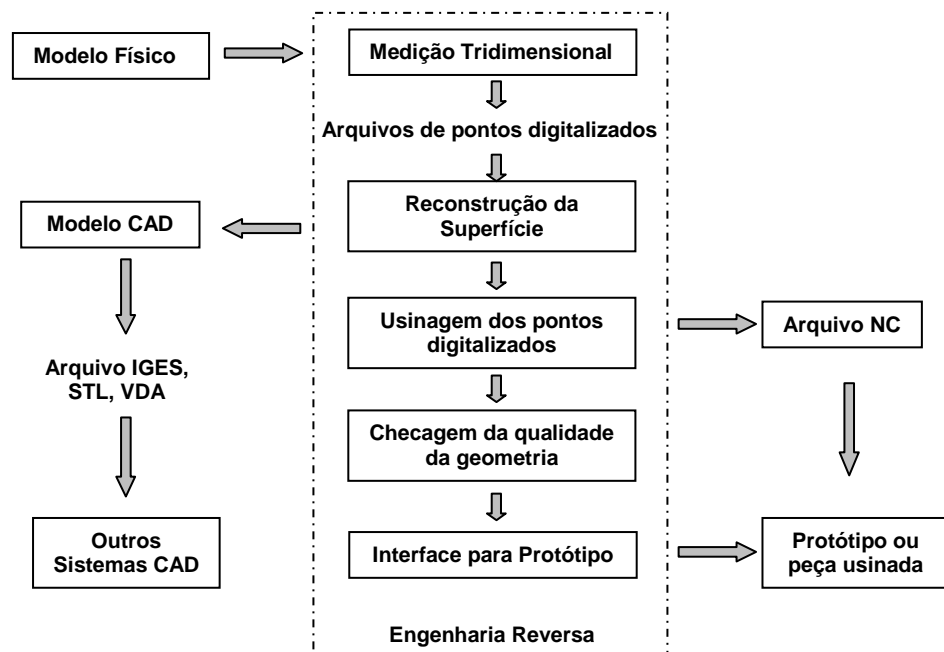 Modelo Físico
Medição Tridimensional
Arquivos de pontos digitalizados
Reconstrução da
Superfície
Modelo CAD
Usinagem dos pontos
digitalizados
Arquivo NC
Arquivo IGES,
STL, VDA
Checagem da qualidade
da geometria
Outros
Sistemas CAD
Interface para Protótipo
Protótipo ou
peça usinada
Engenharia Reversa